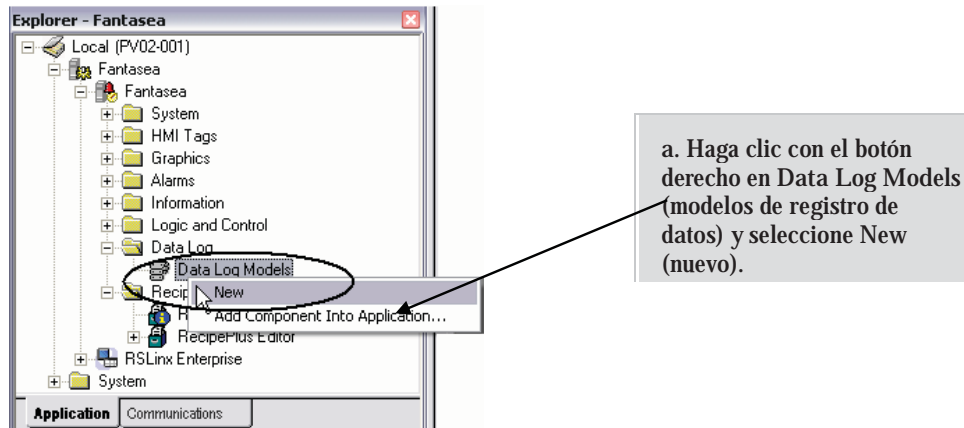 Explorer - Fantasea
Local (PV02-001)
Fantasea
Fantasea
System
HMI Tags
Graphics
Alarms
Information
Logic and Control
Data Log
Data Log Models
New
Add Component Into Application...
RecipePlus Editor
RSLinx Enterprise
System
Application
Communications
a. Haga clic con el botón
derecho en Data Log Models
(modelos de registro de
datos) y seleccione New
(nuevo).